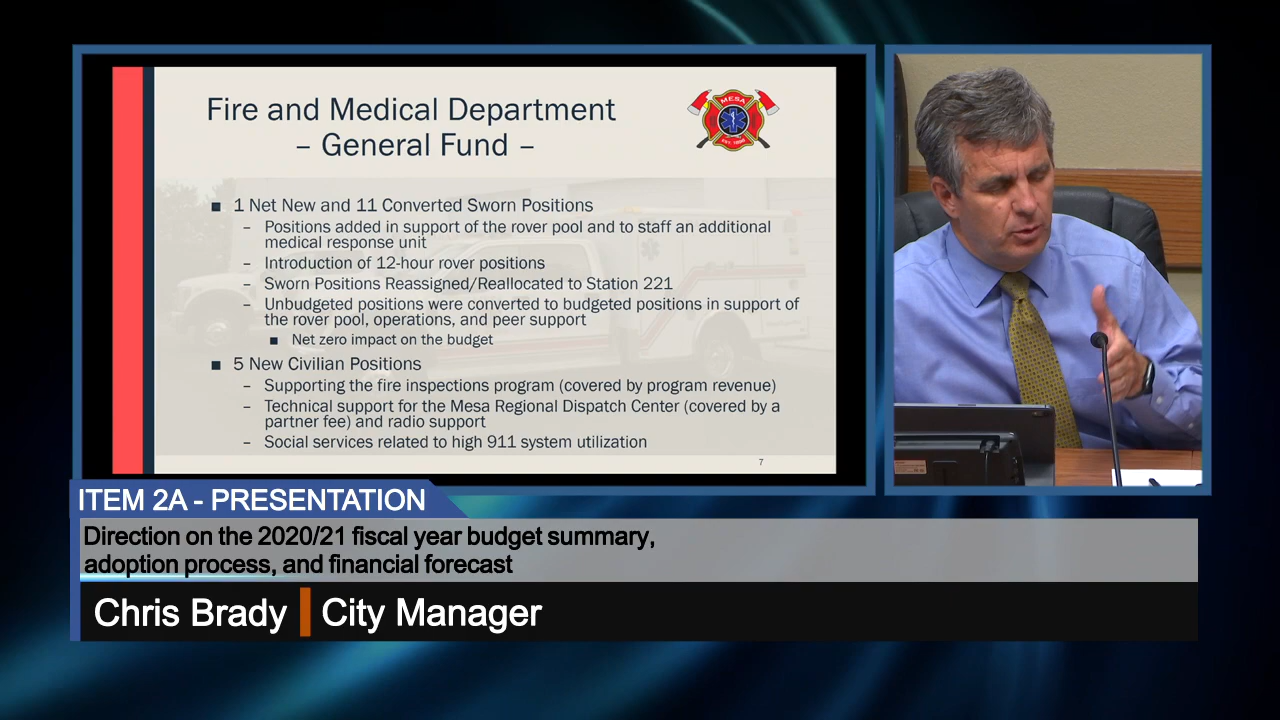 Fire and Medical Department
– General Fund –
MESA
■ 1 Net New and 11 Converted Sworn Positions
– Positions added in support of the rover pool and to staff an additional
medical response unit
– Introduction of 12-hour rover positions
– Sworn Positions Reassigned/Reallocated to Station 221
– Unbudgeted positions were converted to budgeted positions in support of
the rover pool, operations, and peer support
■ Net zero impact on the budget
■ 5 New Civilian Positions
– Supporting the fire inspections program (covered by program revenue)
– Technical support for the Mesa Regional Dispatch Center (covered by a
partner fee) and radio support
– Social services related to high 911 system utilization
7
ITEM 2A - PRESENTATION
Direction on the 2020/21 fiscal year budget summary,
adoption process, and financial forecast
Chris Brady City Manager